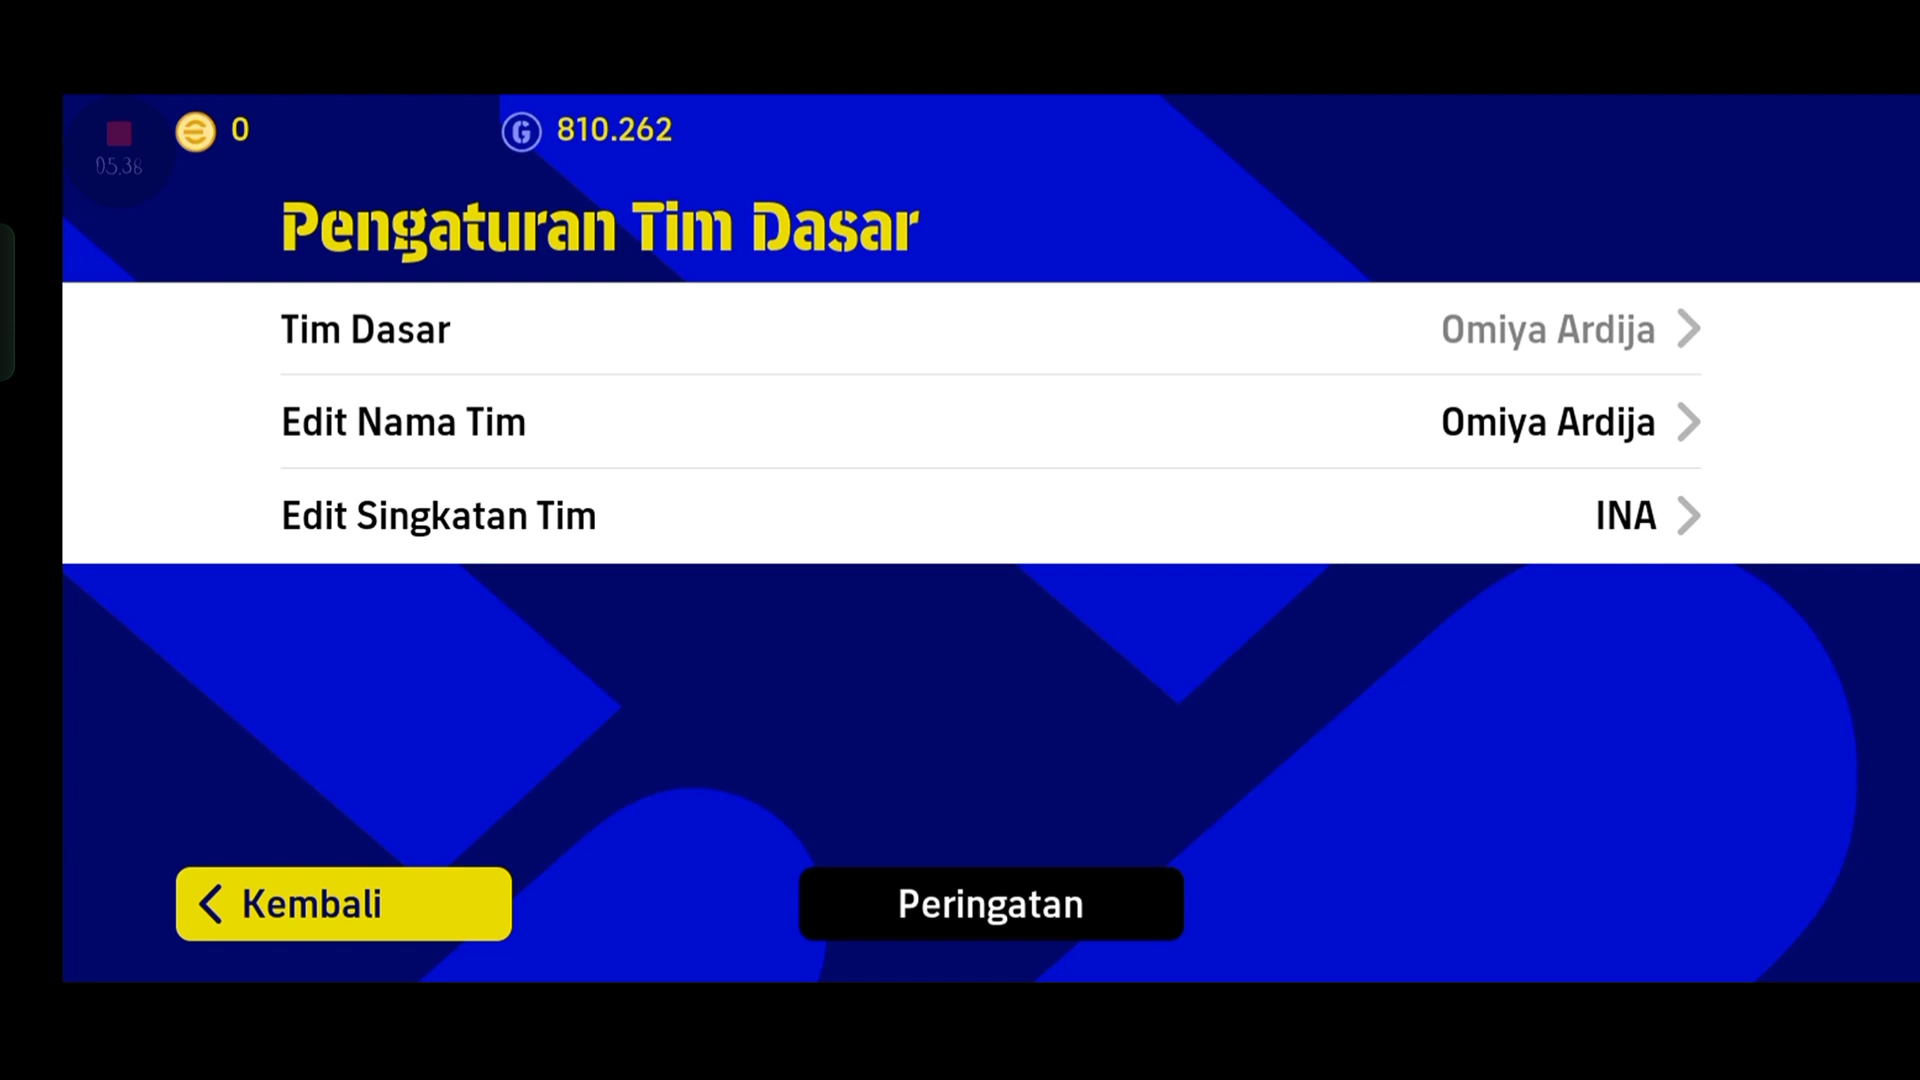 0
810.262
05.38
Pengaturan Tim Dasar
Tim Dasar
Omiya Ardija
Edit Nama Tim
Omiya Ardija
Edit Singkatan Tim
INA
Kembali
Peringatan